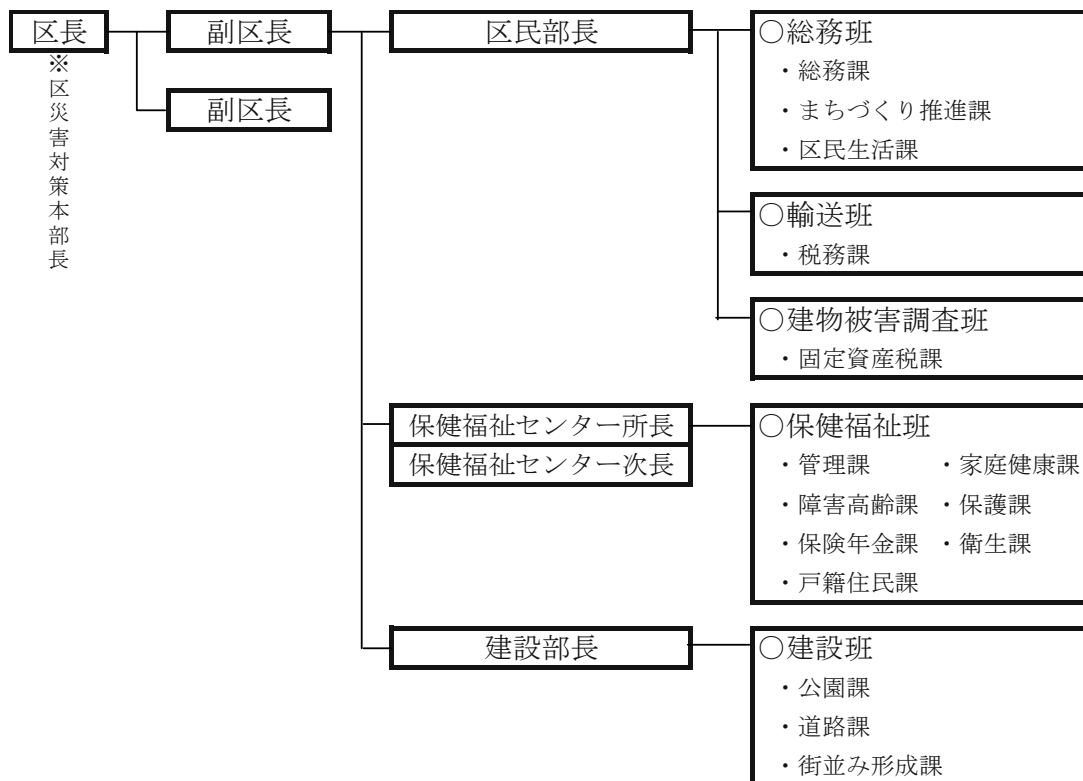 区長
※区災害対策本部長
副区長
副区長
区民部長
○総務班
・総務課
・まちづくり推進課
・区民生活課
○輸送班
・税務課
○建物被害調査班
・固定資産税課
保健福祉センター所長
保健福祉センター次長
○保健福祉班
・管理課 ・家庭健康課
・障害高齢課 ・保護課
・保険年金課 ・衛生課
・戸籍住民課
建設部長
○建設班
・公園課
・道路課
・街並み形成課